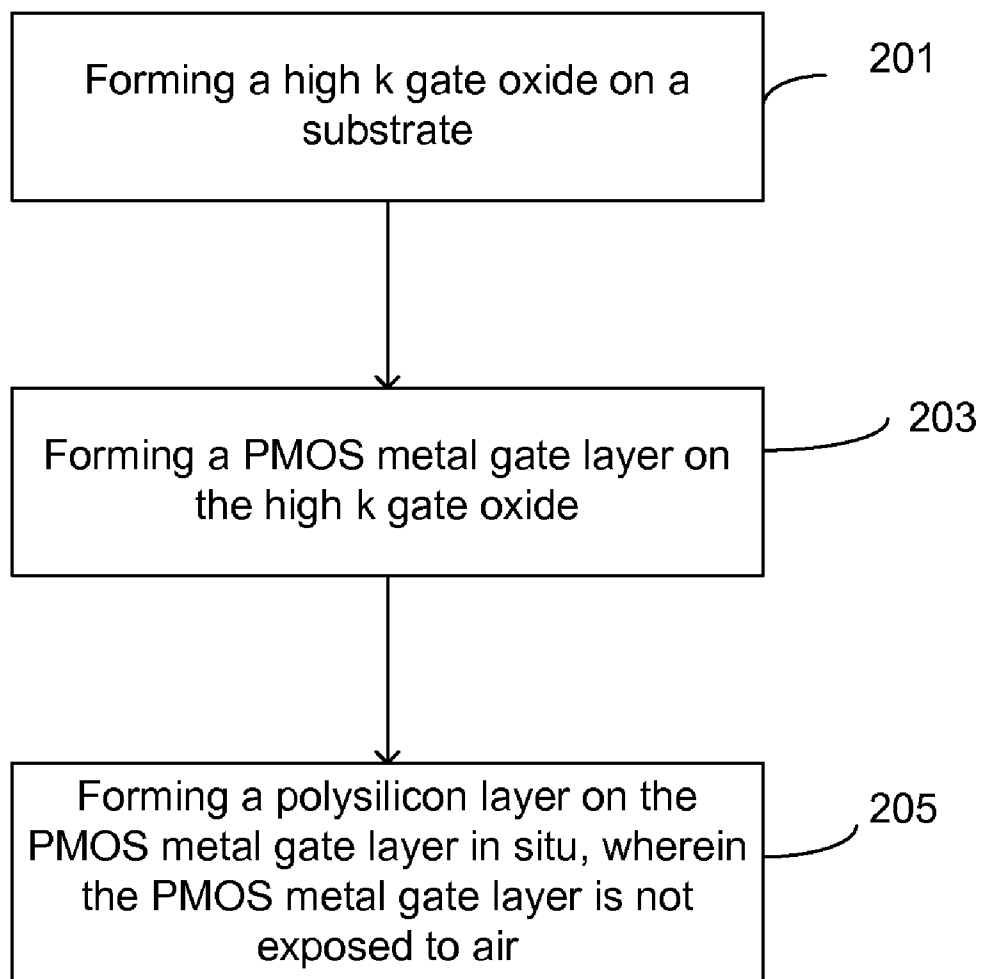 Forming a high k gate oxide on a
substrate
201
Forming a PMOS metal gate layer on
the high k gate oxide
203
Forming a polysilicon layer on the
PMOS metal gate layer in situ, wherein
the PMOS metal gate layer is not
exposed to air
205